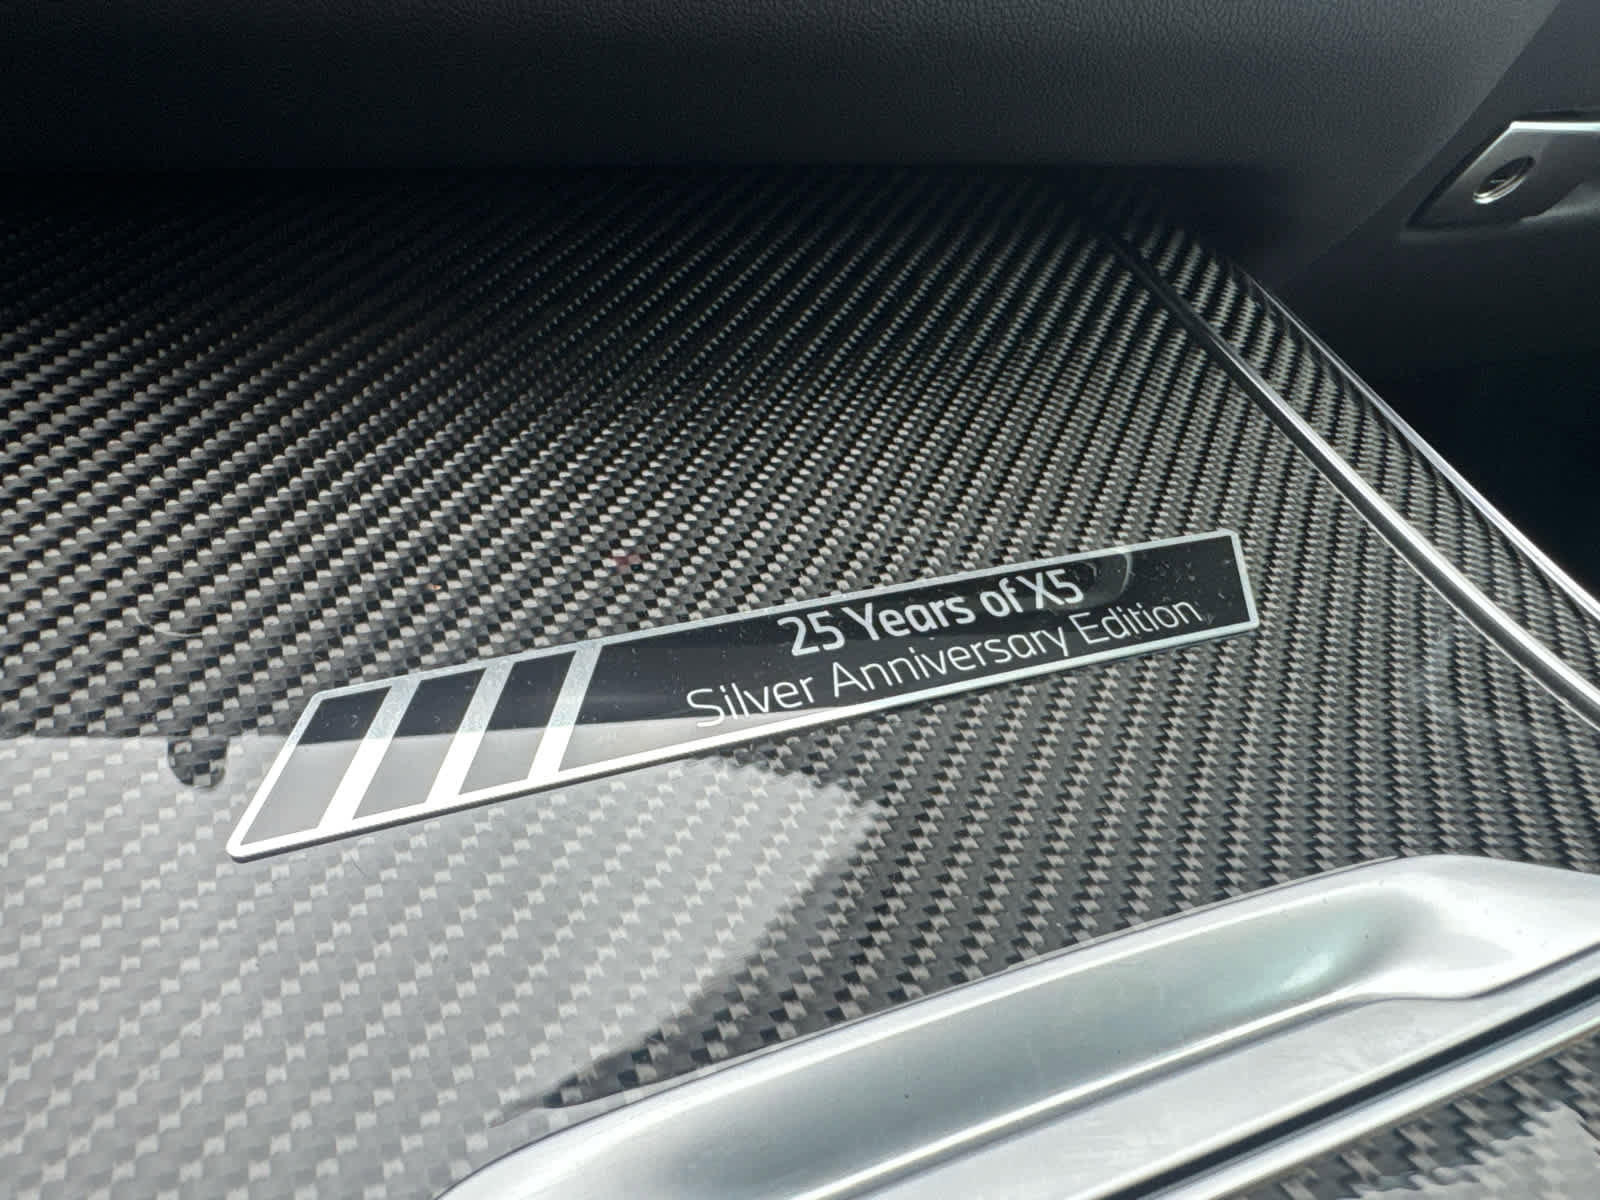 25 Years of X5
Silver Anniversary Edition